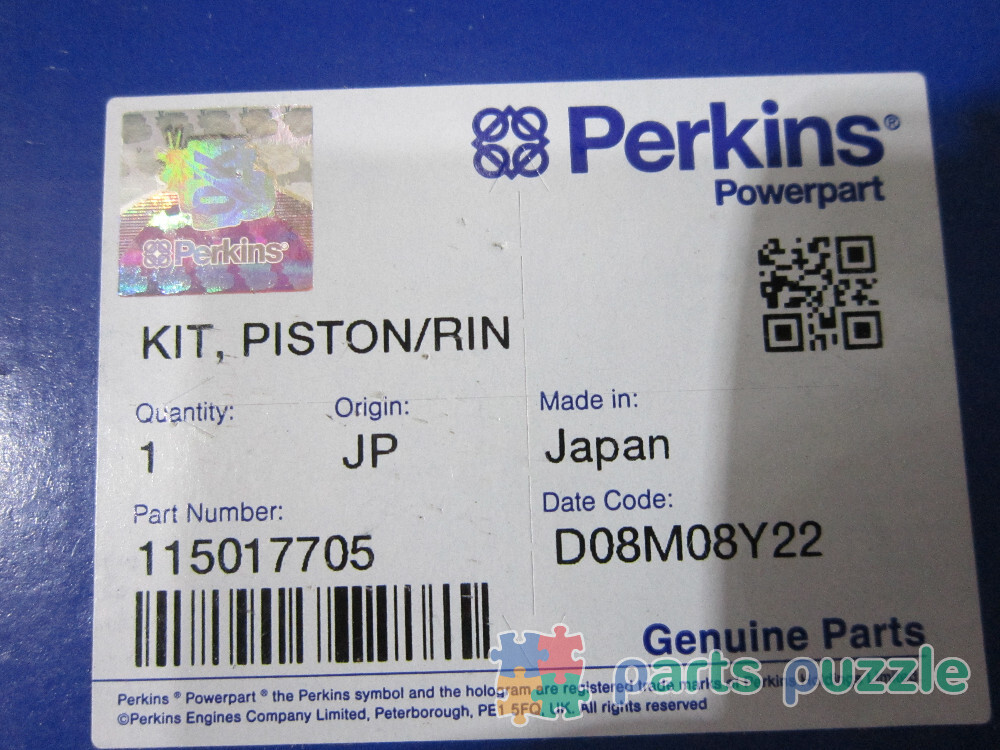 Perkins®
Powerpart
Perkins®
KIT, PISTON/RIN
Quantity:
1
Origin:
JP
Made in:
Japan
Part Number:
115017705
Date Code:
D08M08Y22
Genuine Parts
parts puzzle
Perkins ® Powerpart ® the Perkins symbol and the hologram are registered trade marks
©Perkins Engines Company Limited, Peterborough, PE1 5FQ, UK. All rights reserved